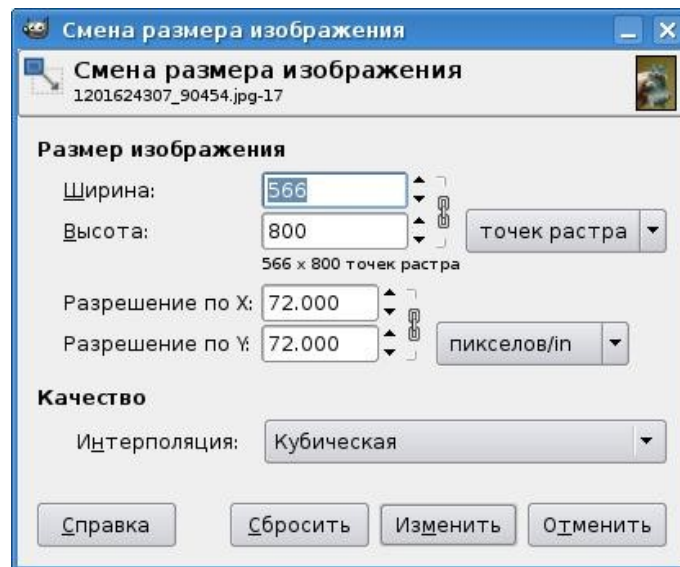 Смена размера изображения
Смена размера изображения
1201624307_90454.jpg-17
Размер изображения
Ширина: 566
Высота: 800 точек растра
566 x 800 точек растра
Разрешение по X: 72.000
Разрешение по Y: 72.000 пикселов/in
Качество
Интерполяция: Кубическая
Справка Сбросить Изменить Отменить